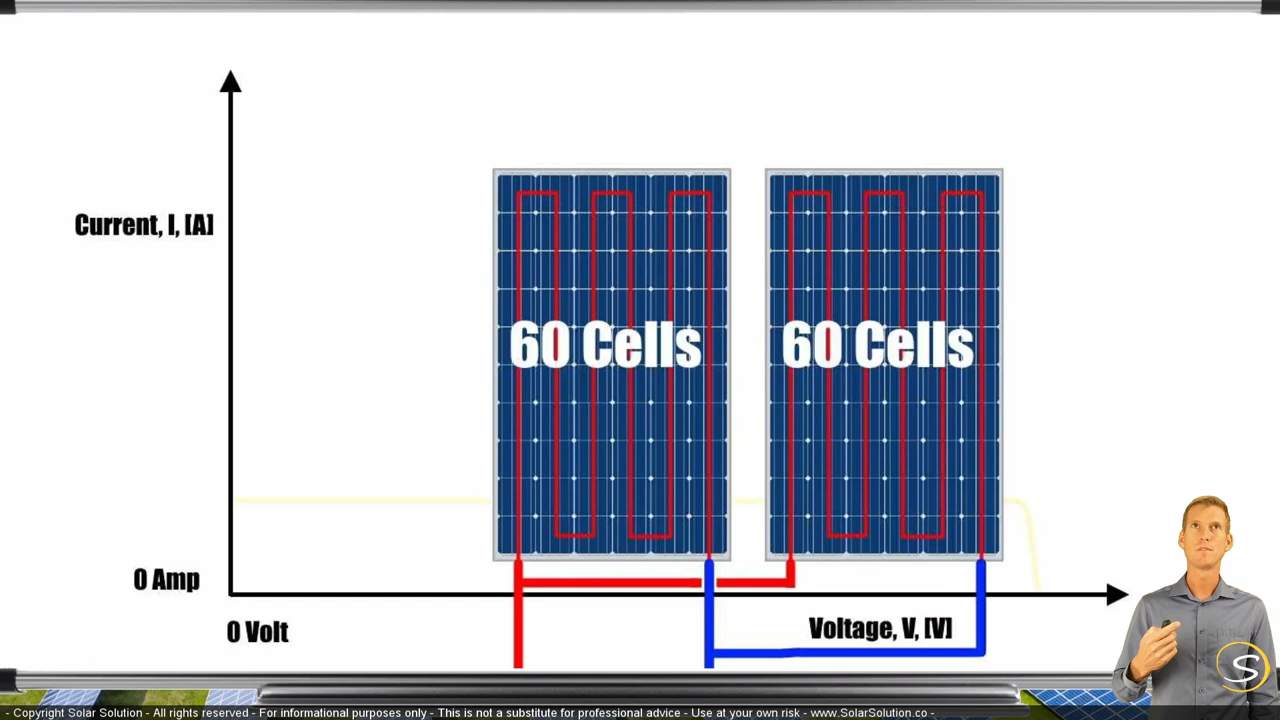 Current, I, [A]
60 Cells
60 Cells
0 Amp
0 Volt
Voltage, V, [V]
S
- Copyright Solar Solution - All rights reserved - For informational purposes only - This is not a substitute for professional advice - Use at your own risk - www.SolarSolution.co -